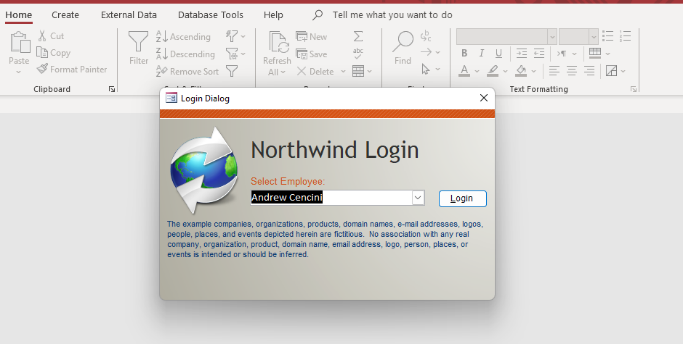 Home Create External Data Database Tools Help Tell me what you want to do
Cut
Copy
Format Painter
Paste
Clipboard
Filter
Ascending
Descending
Remove Sort
Refresh
All
New
Save
Delete
Find
B I U
A
Text Formatting
Login Dialog
Northwind Login
Select Employee:
Andrew Cencini
Login
The example companies, organizations, products, domain names, e-mail addresses, logos,
people, places, and events depicted herein are fictitious. No association with any real
company, organization, product, domain name, email address, logo, person, places, or
events is intended or should be inferred.